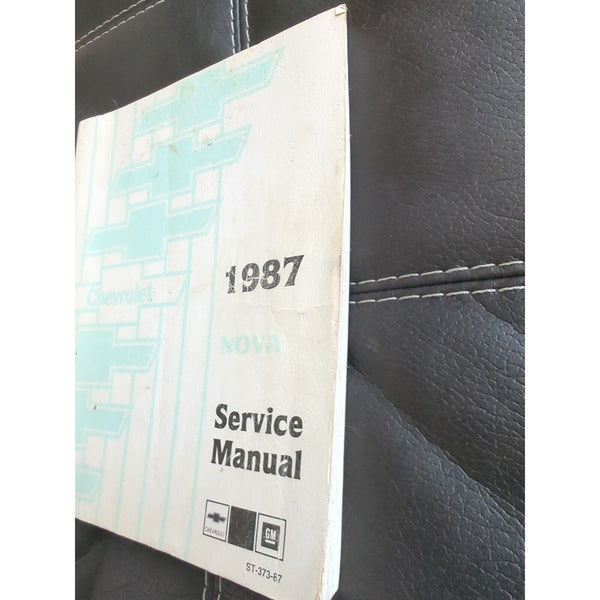 1987
Chevrolet
NOVA
Service
Manual
CHEVROLET
GM
ST-373-87